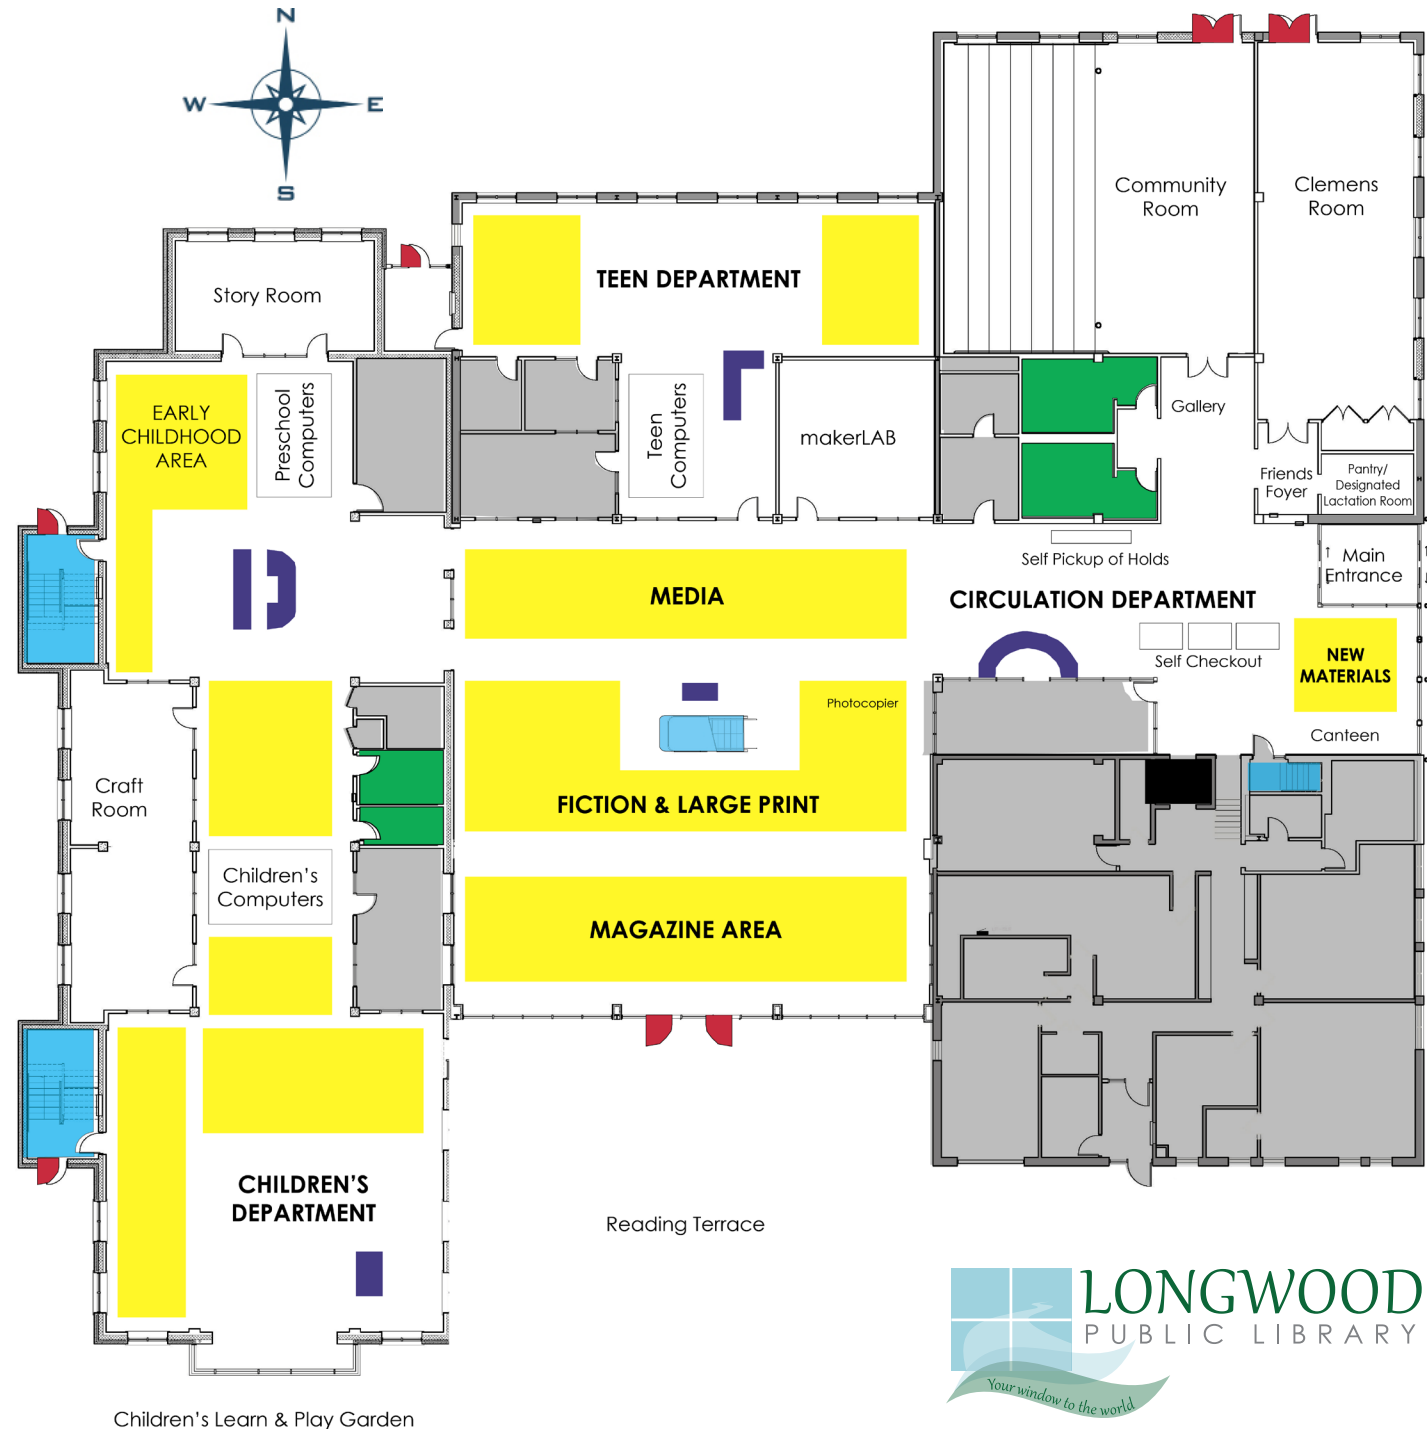 N
W
E
S
Community
Room
Clemens
Room
Story Room
TEEN DEPARTMENT
EARLY
CHILDHOOD
AREA
Preschool
Computers
Teen
Computers
makerLAB
Gallery
Friends
Foyer
Pantry/
Designated
Lactation Room
Self Pickup of Holds
Main
Entrance
MEDIA
CIRCULATION DEPARTMENT
Self Checkout
NEW
MATERIALS
Photocopier
Canteen
Craft
Room
FICTION & LARGE PRINT
Children's
Computers
MAGAZINE AREA
CHILDREN'S
DEPARTMENT
Reading Terrace
LONGWOOD
PUBLIC LIBRARY
Your window to the world
Children's Learn & Play Garden